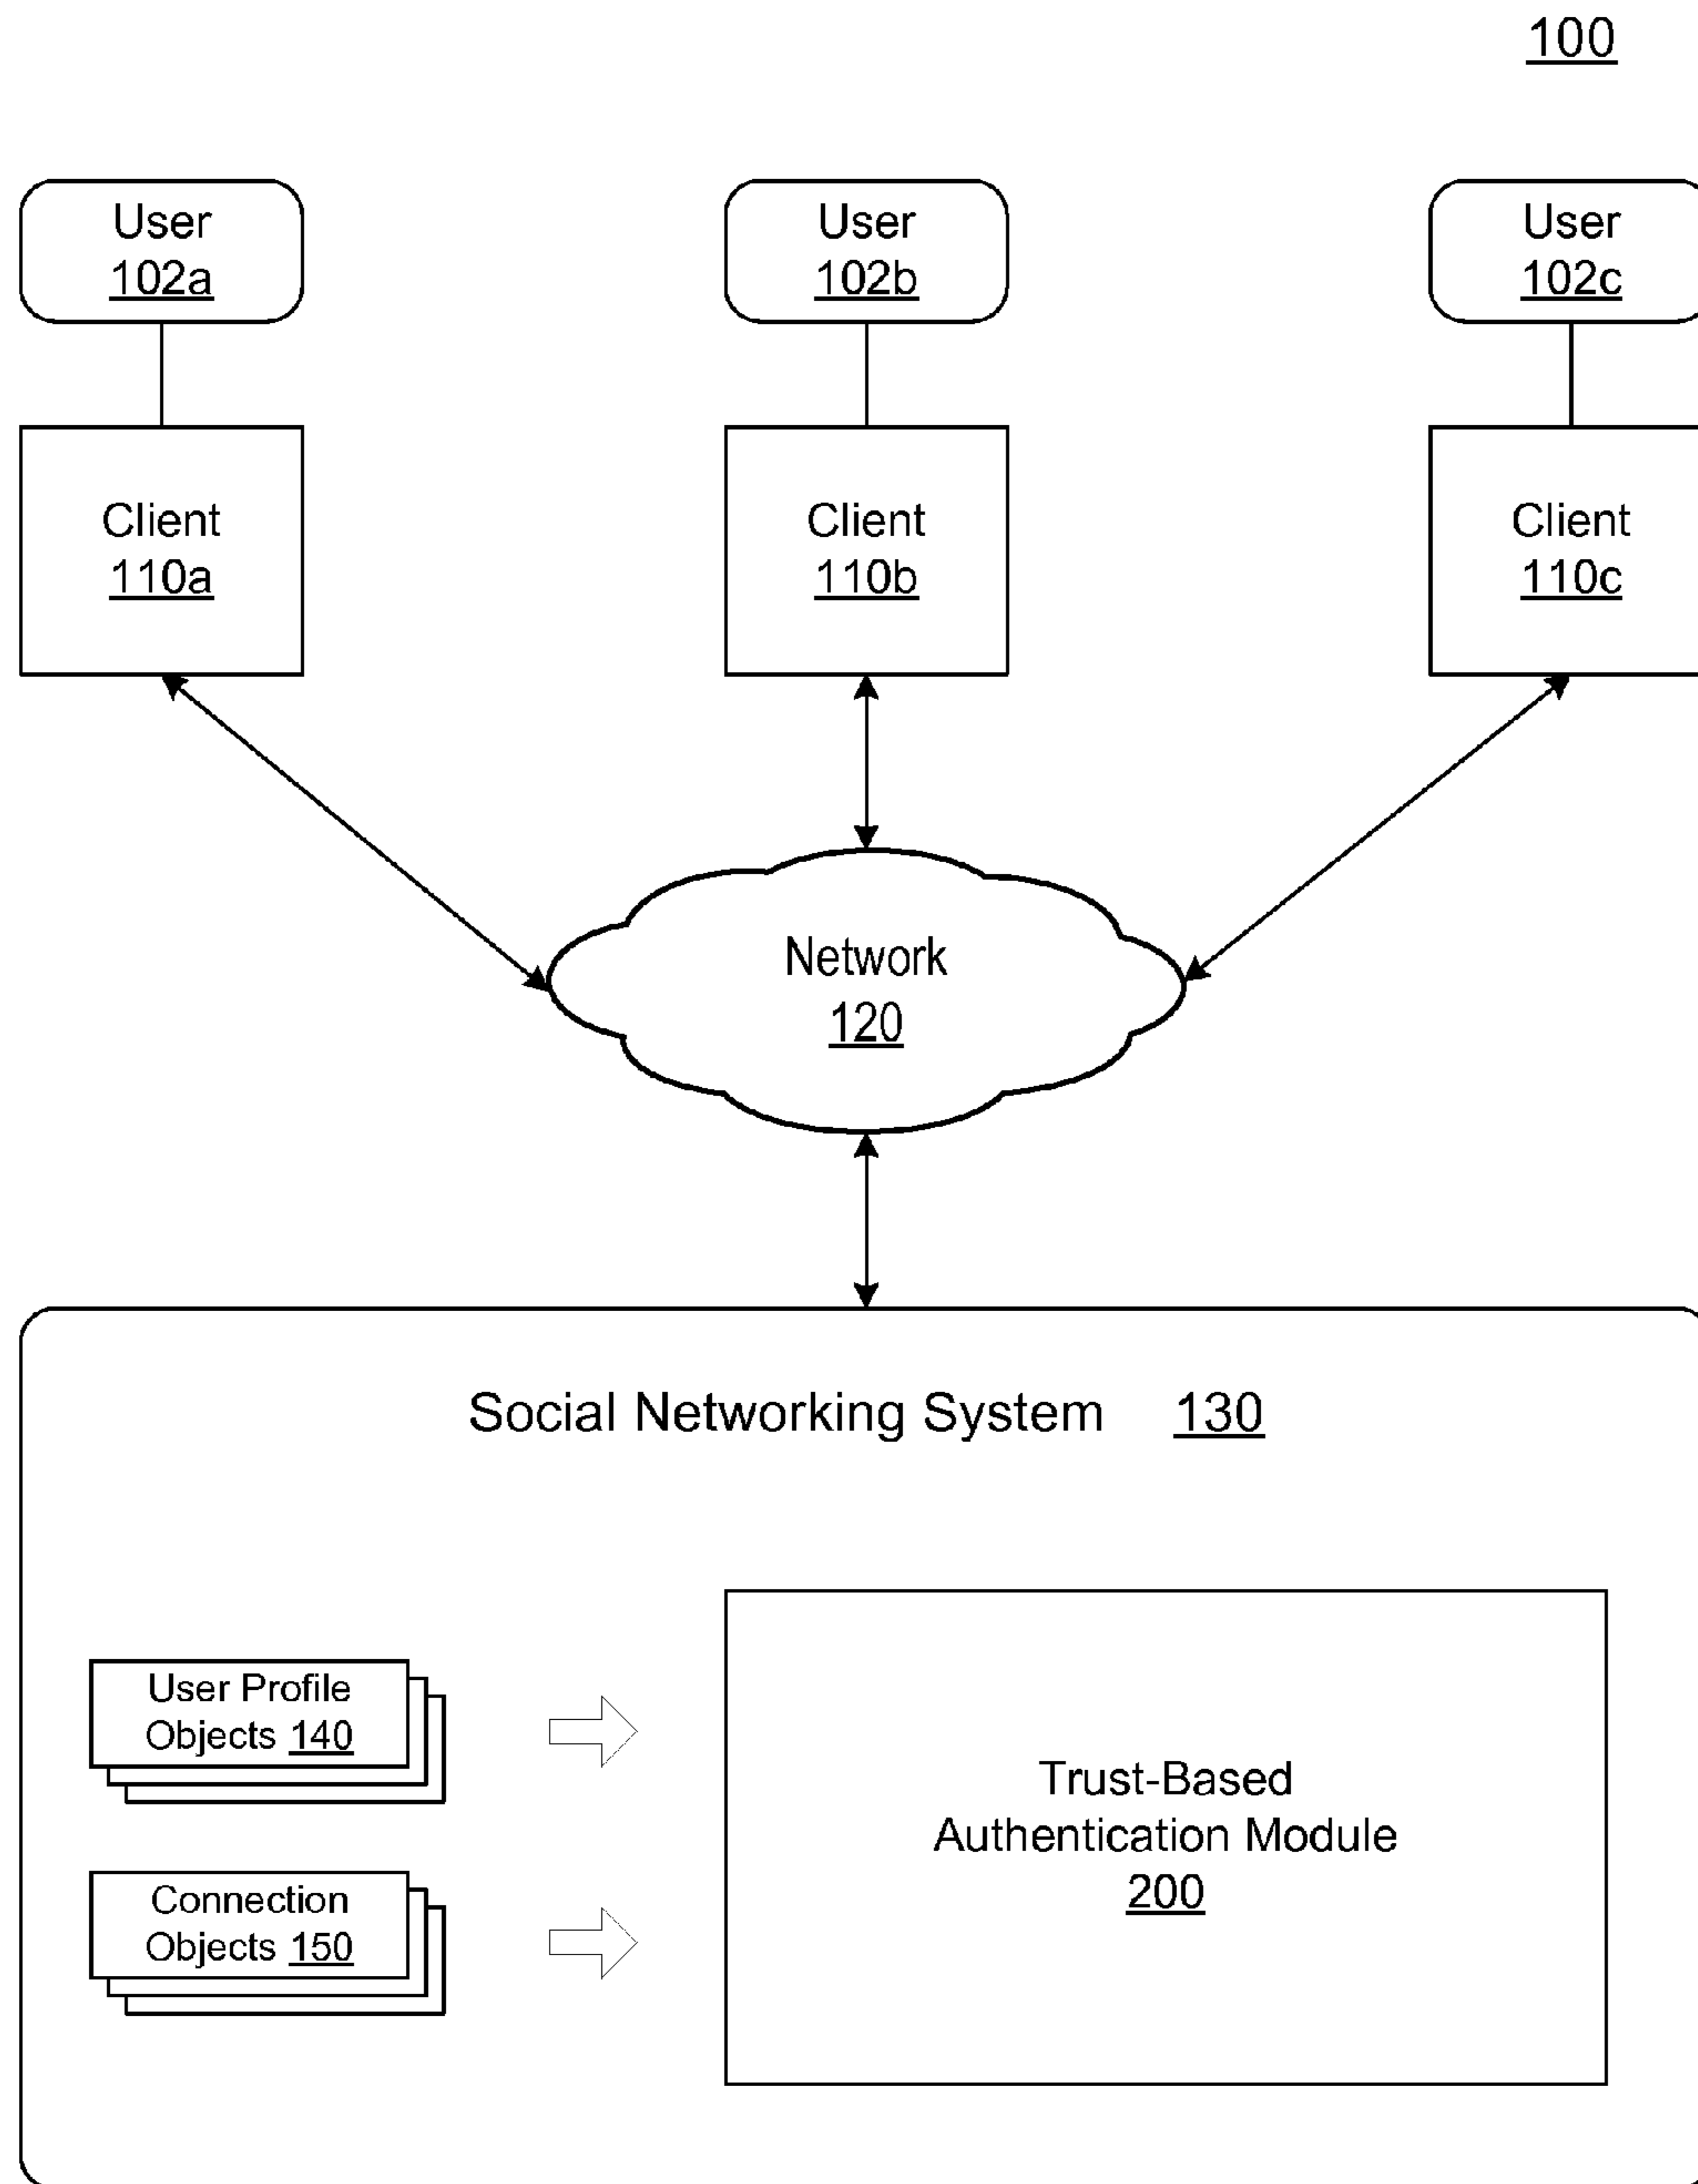 100
User
102a
User
102b
User
102c
Client
110a
Client
110b
Client
110c
Network
120
Social Networking System 130
User Profile
Objects 140
Connection
Objects 150
Trust-Based
Authentication Module
200